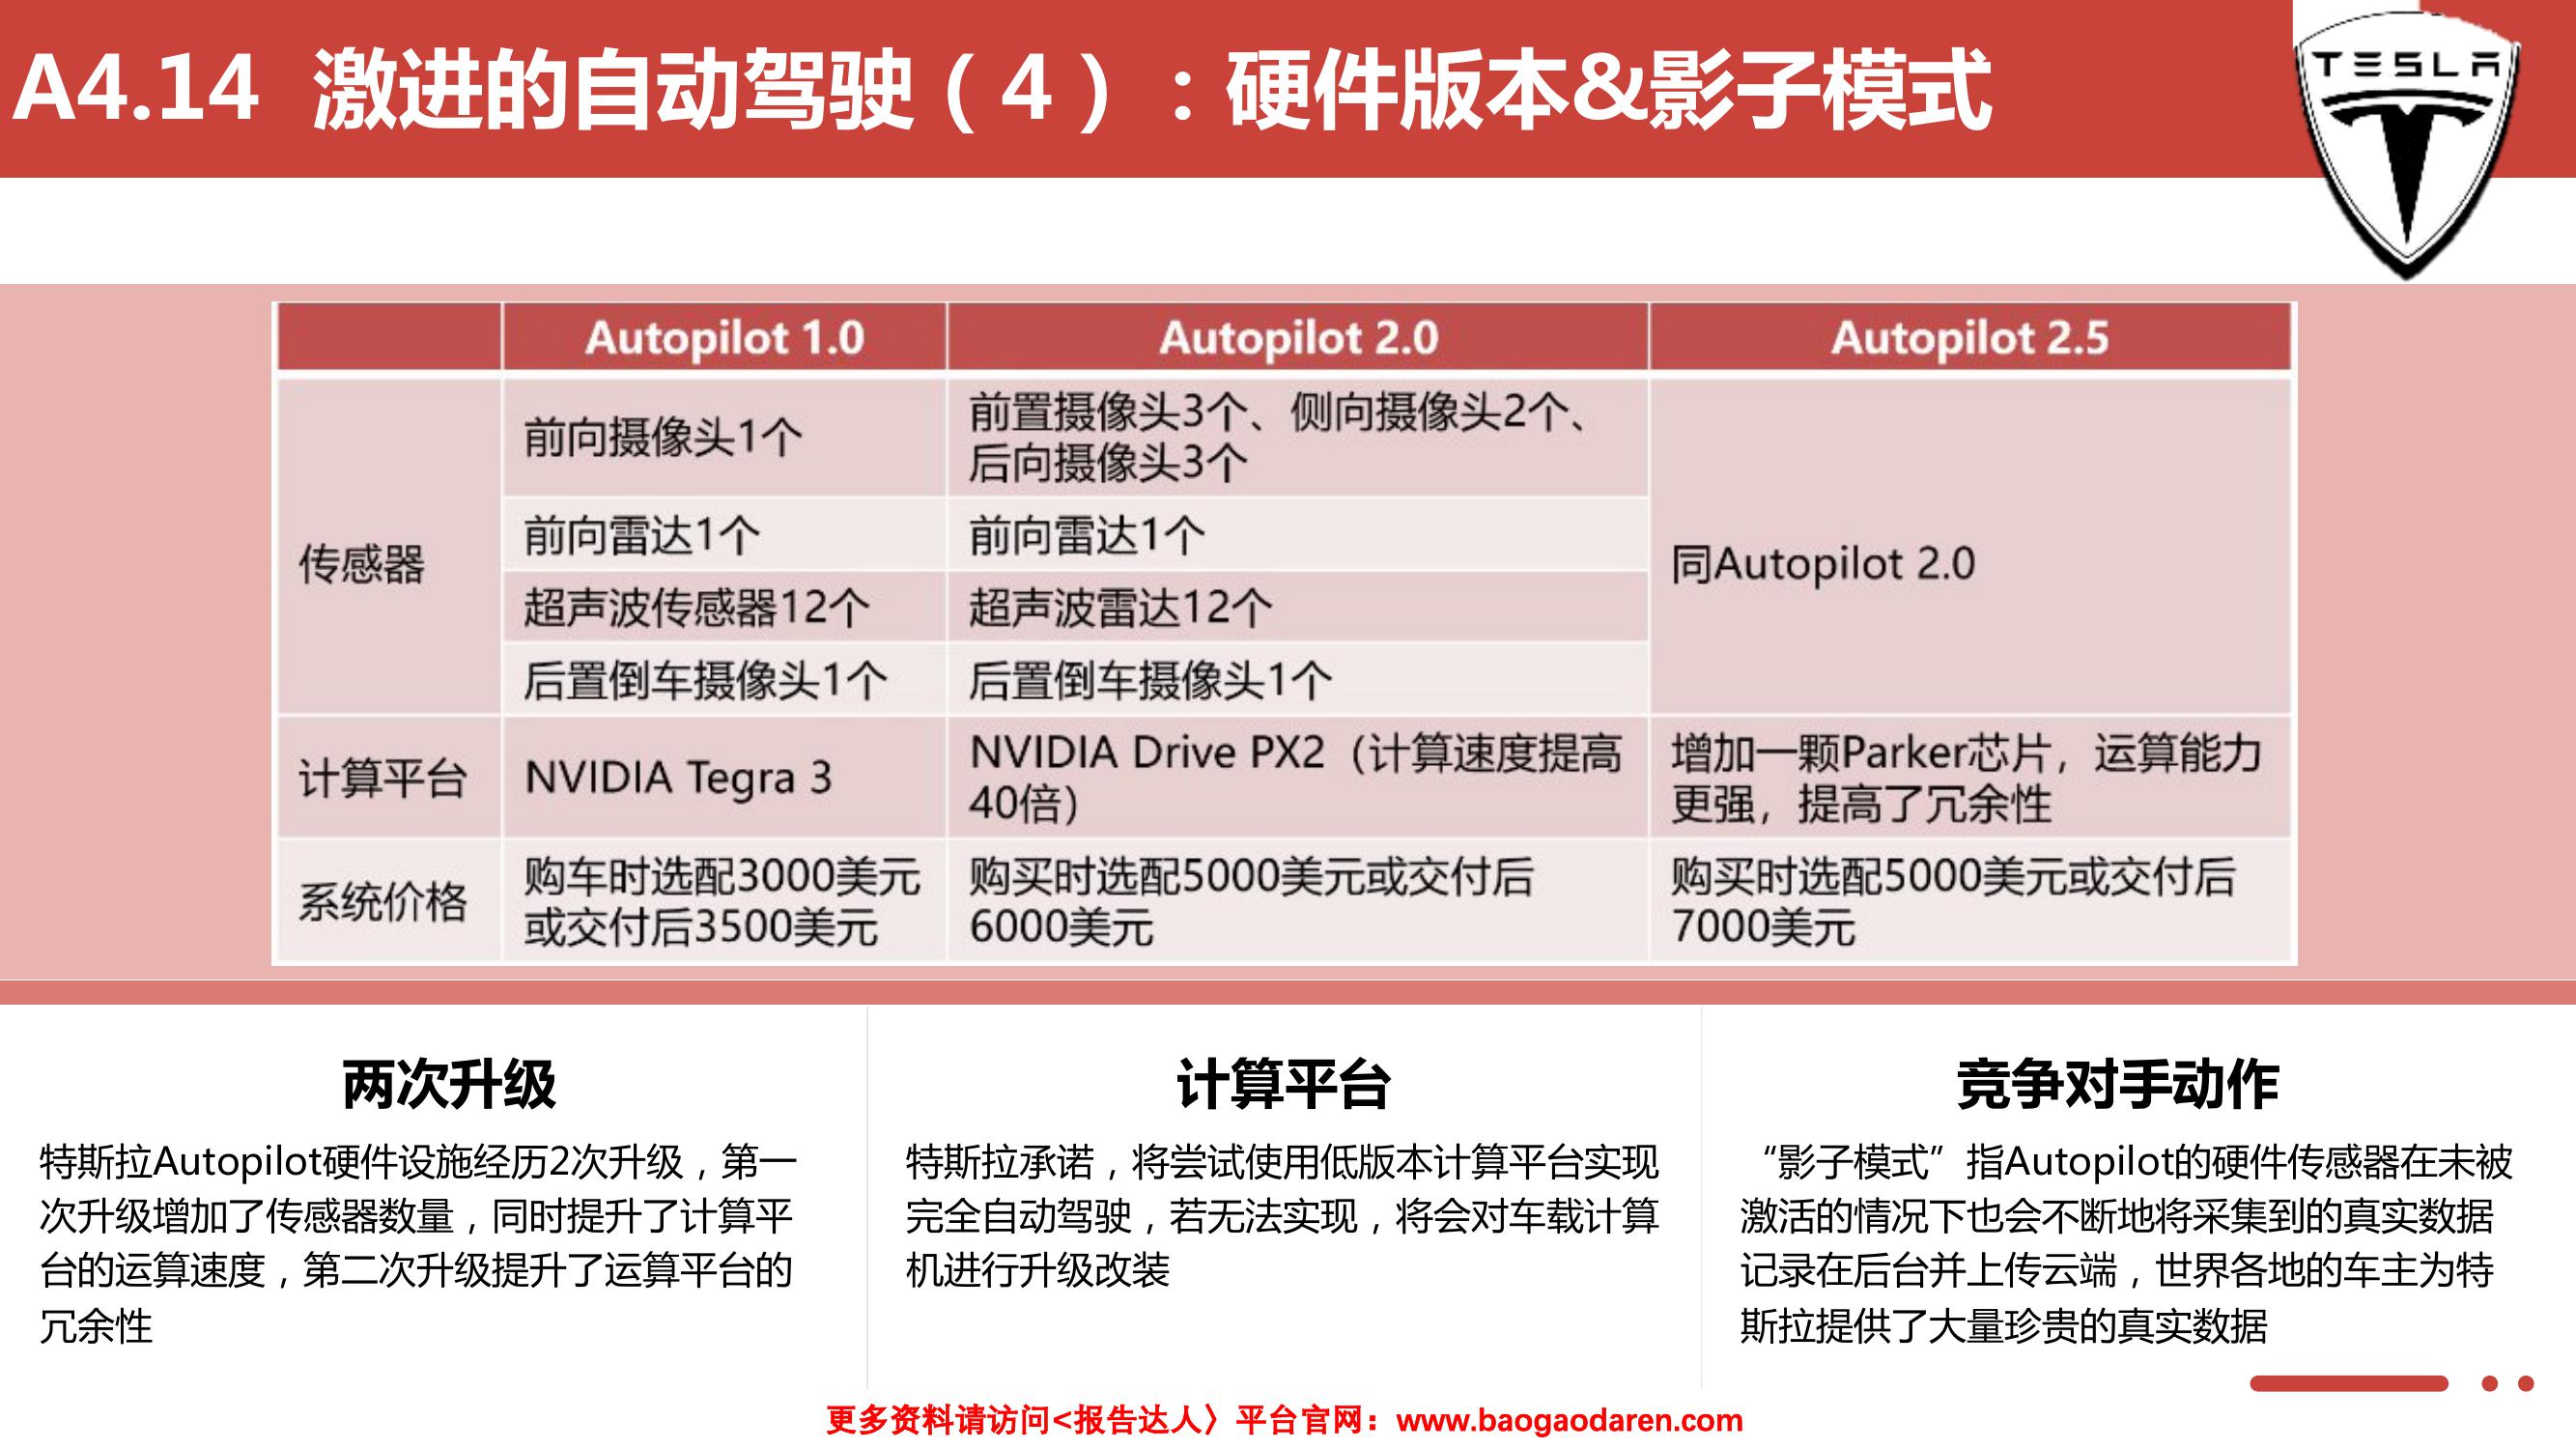 A4.14 激进的自动驾驶（4）：硬件版本&影子模式
TESLA
Autopilot 1.0
Autopilot 2.0
Autopilot 2.5
传感器
前向摄像头1个
前置摄像头3个、侧向摄像头2个、
后向摄像头3个
同Autopilot 2.0
前向雷达1个
前向雷达1个
超声波传感器12个
超声波雷达12个
后置倒车摄像头1个
后置倒车摄像头1个
计算平台
NVIDIA Tegra 3
NVIDIA Drive PX2（计算速度提高
40倍）
增加一颗Parker芯片，运算能力
更强，提高了冗余性
系统价格
购车时选配3000美元
或交付后3500美元
购买时选配5000美元或交付后
6000美元
购买时选配5000美元或交付后
7000美元
两次升级
特斯拉Autopilot硬件设施经历2次升级，第一
次升级增加了传感器数量，同时提升了计算平
台的运算速度，第二次升级提升了运算平台的
冗余性
计算平台
特斯拉承诺，将尝试使用低版本计算平台实现
完全自动驾驶，若无法实现，将会对车载计算
机进行升级改装
竞争对手动作
“影子模式”指Autopilot的硬件传感器在未被
激活的情况下也会不断地将采集到的真实数据
记录在后台并上传云端，世界各地的车主为特
斯拉提供了大量珍贵的真实数据
更多资料请访问<报告达人〉平台官网：www.baogaodaren.com